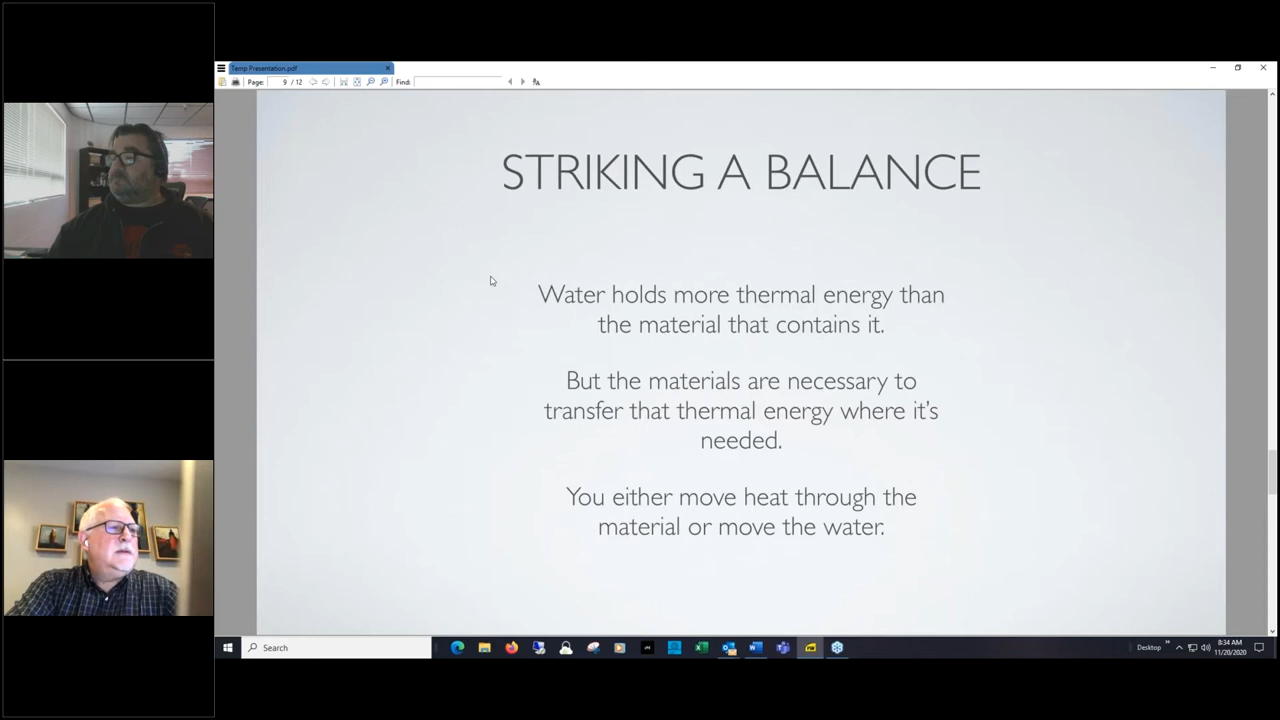 Temp Presentation.pdf
Page: 9 / 12 Find:
STRIKING A BALANCE
Water holds more thermal energy than
the material that contains it.
But the materials are necessary to
transfer that thermal energy where it’s
needed.
You either move heat through the
material or move the water.
Search
Desktop
8:34 AM
11/20/2020